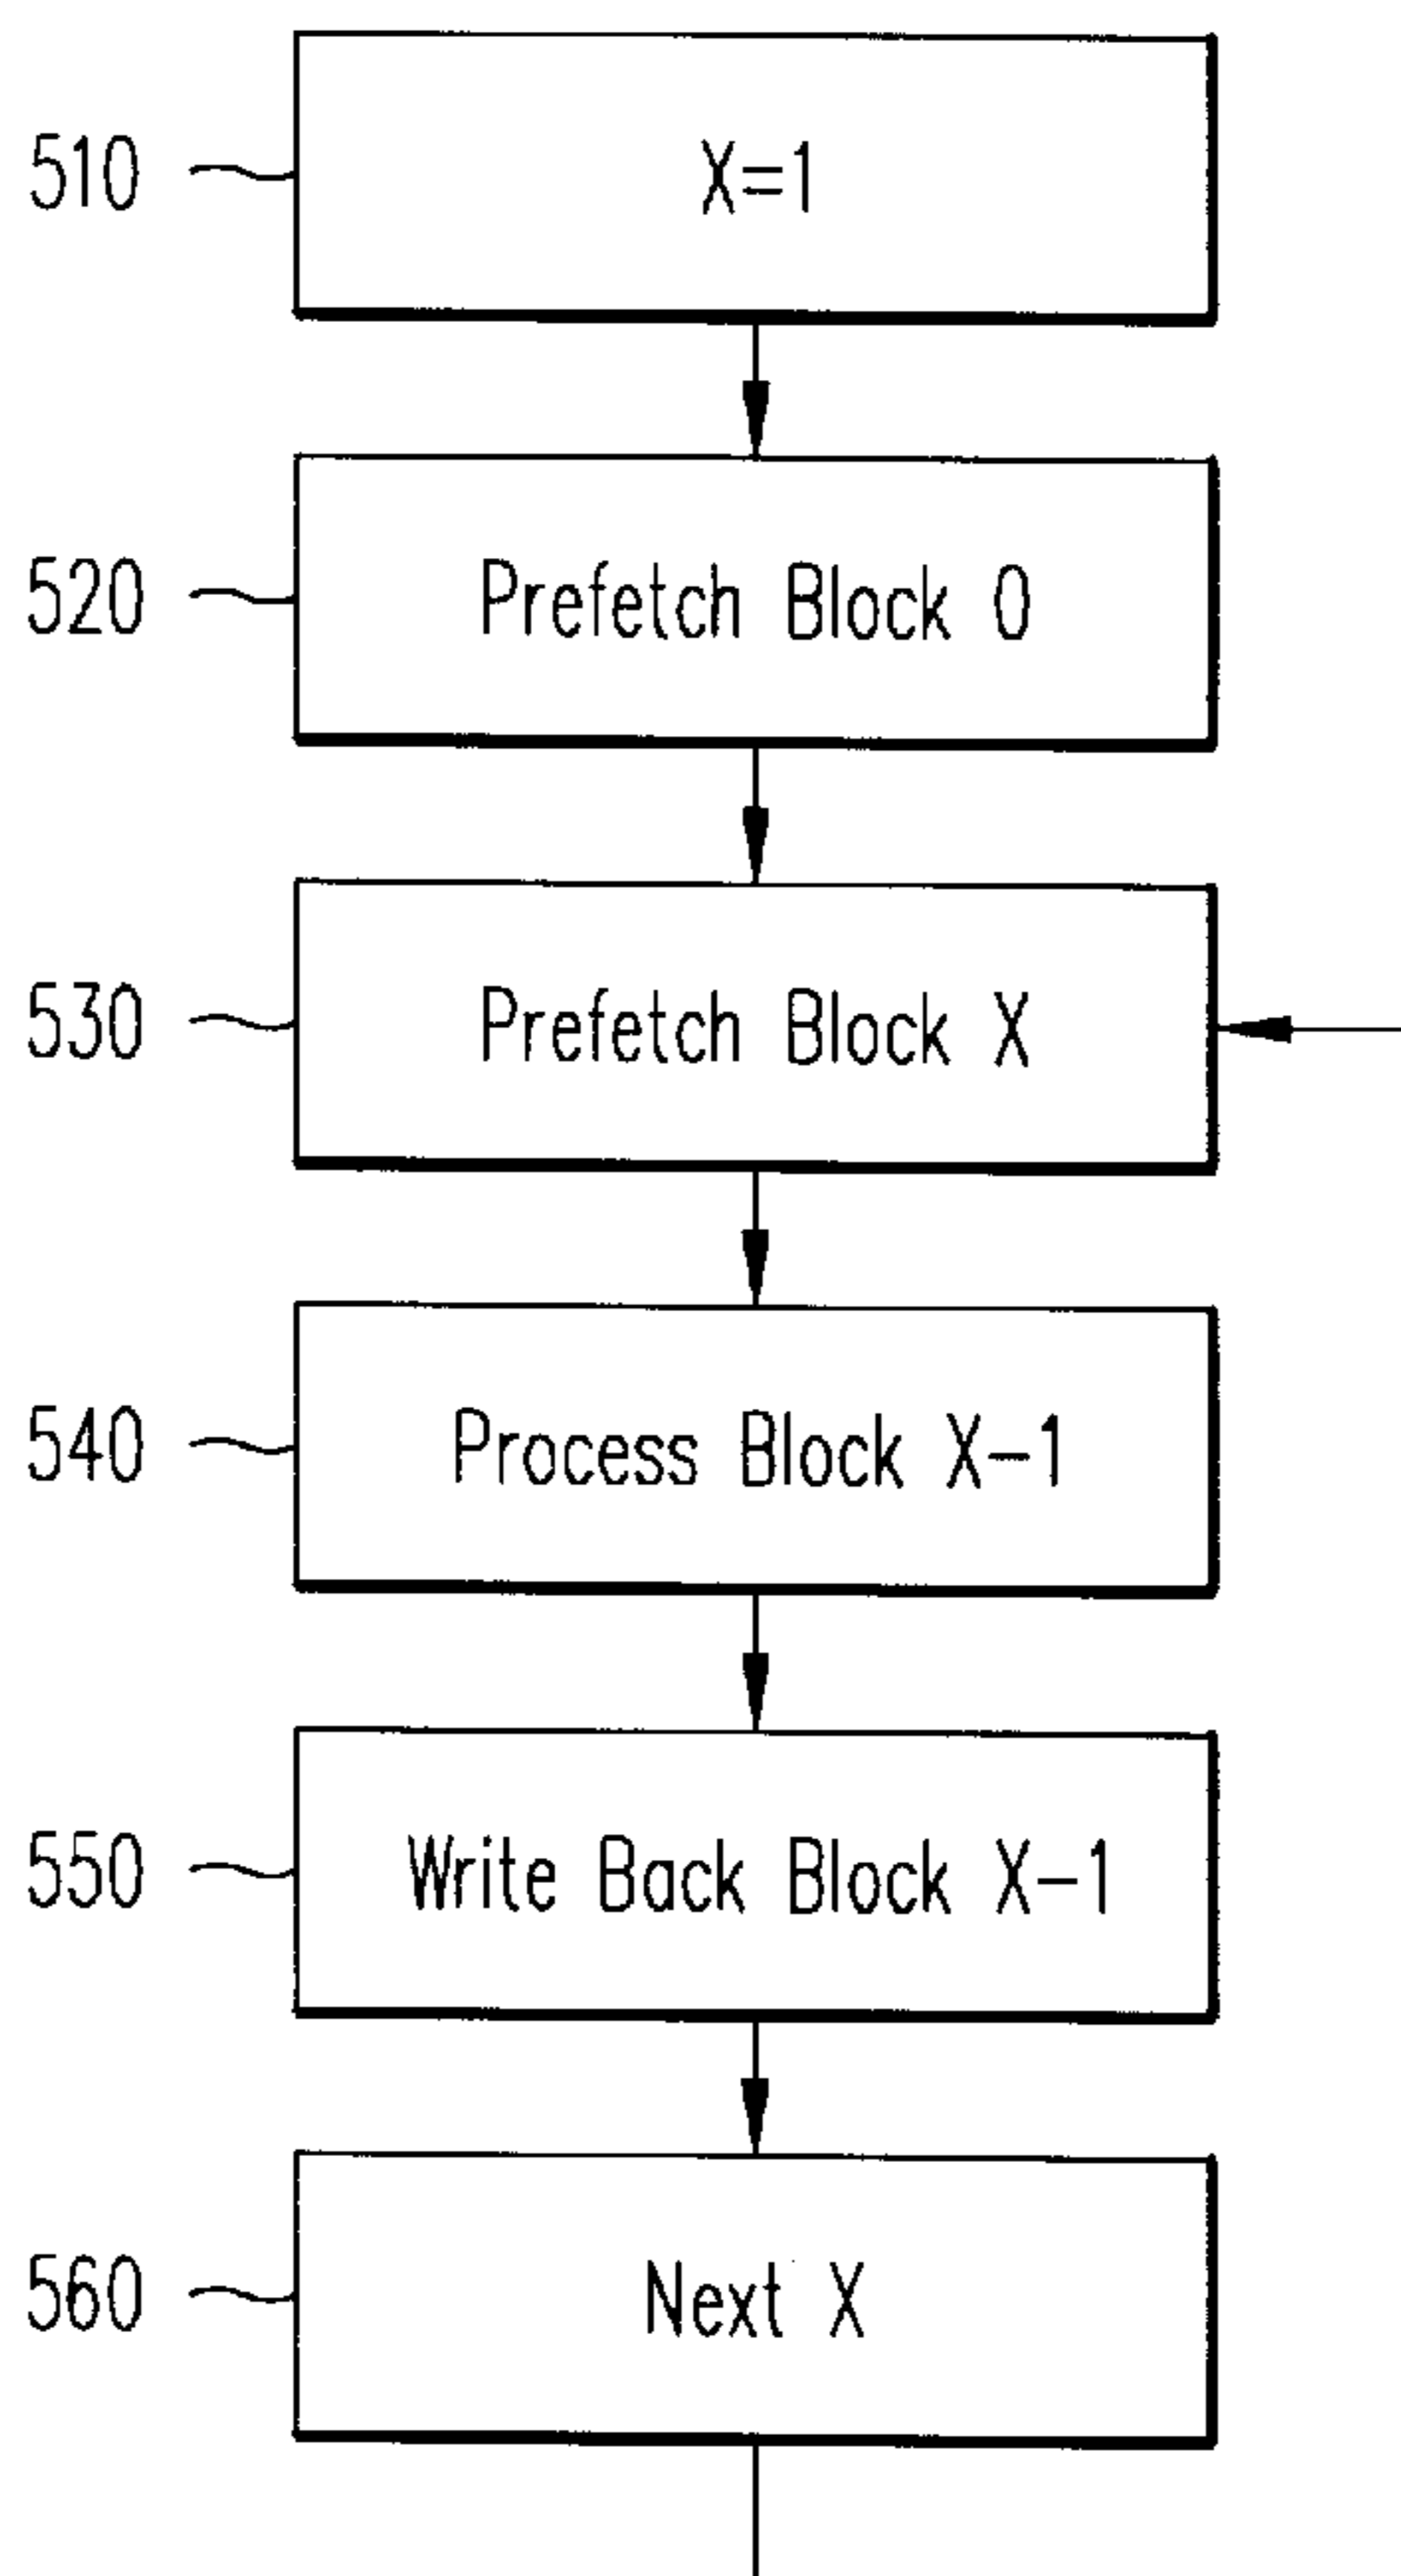 510 X=1
520 Prefetch Block 0
530 Prefetch Block X
540 Process Block X-1
550 Write Back Block X-1
560 Next X